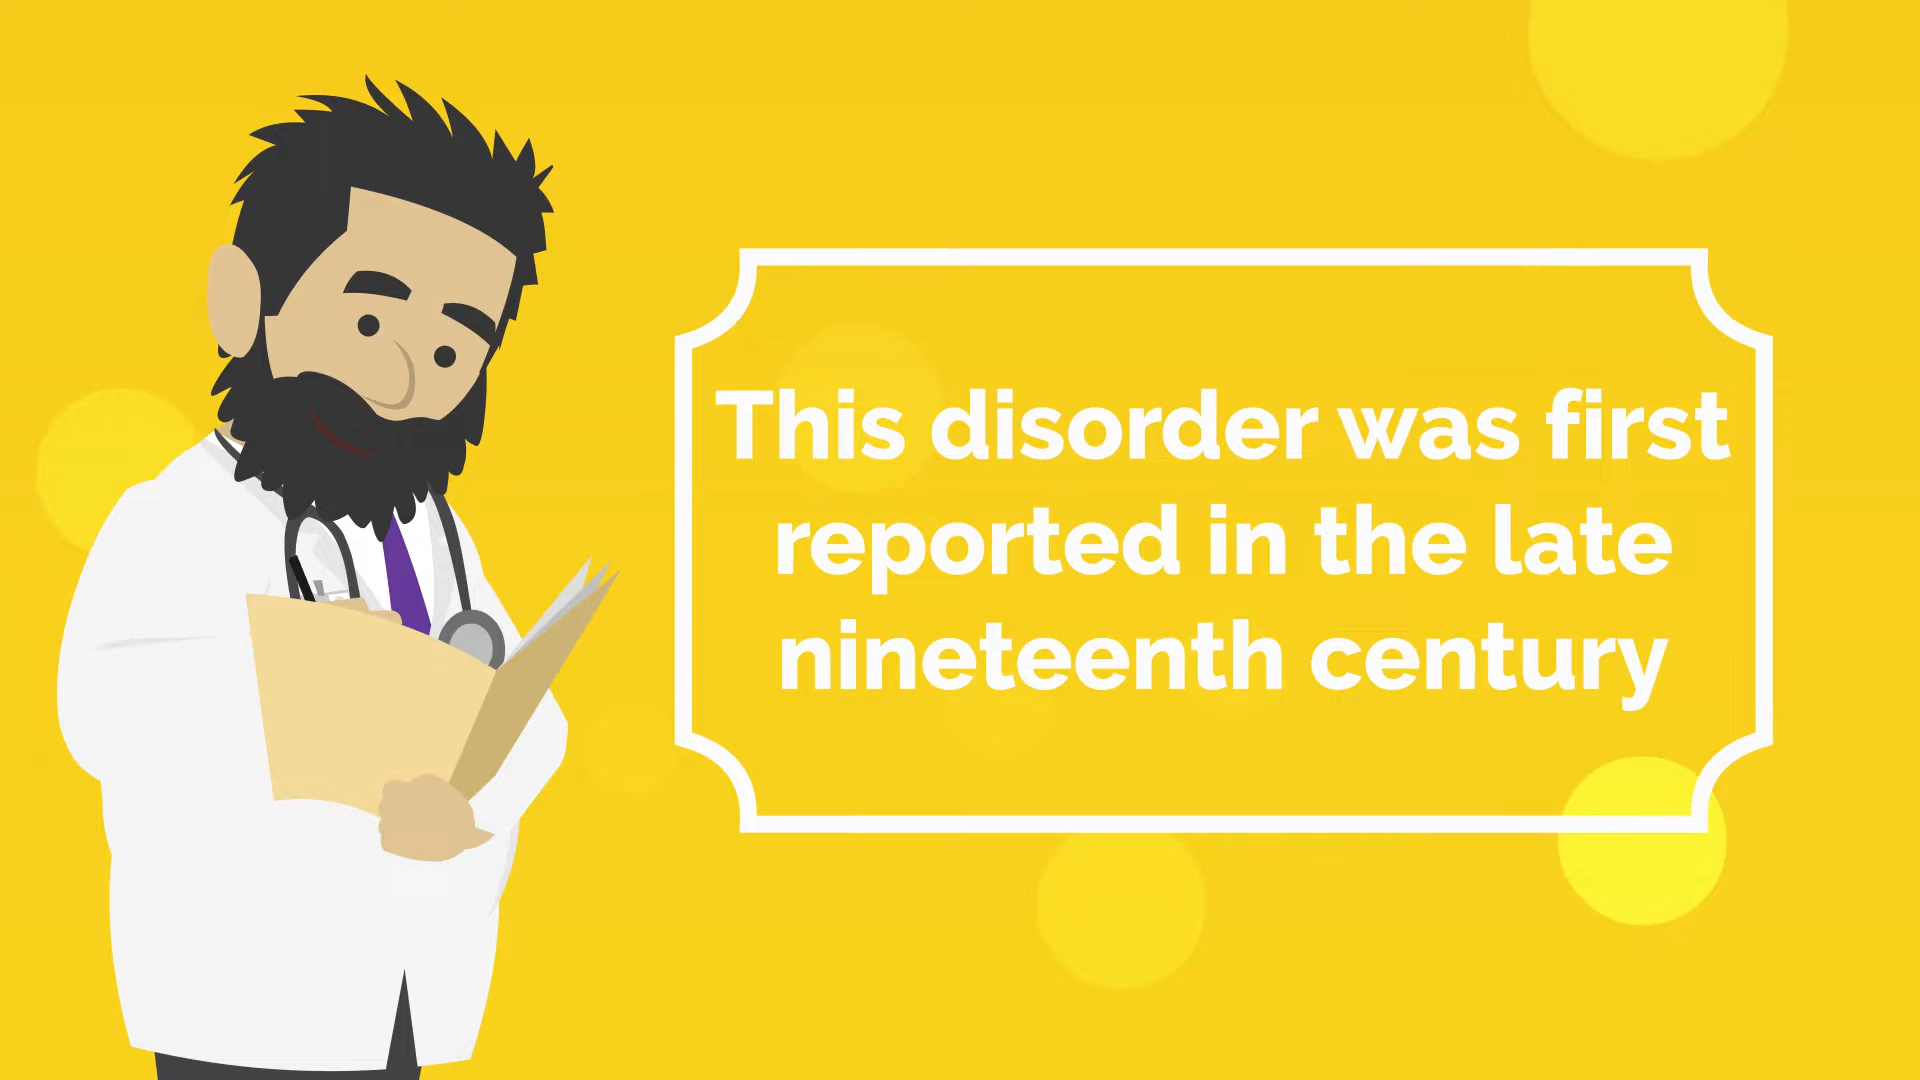 This disorder was first
reported in the late
nineteenth century